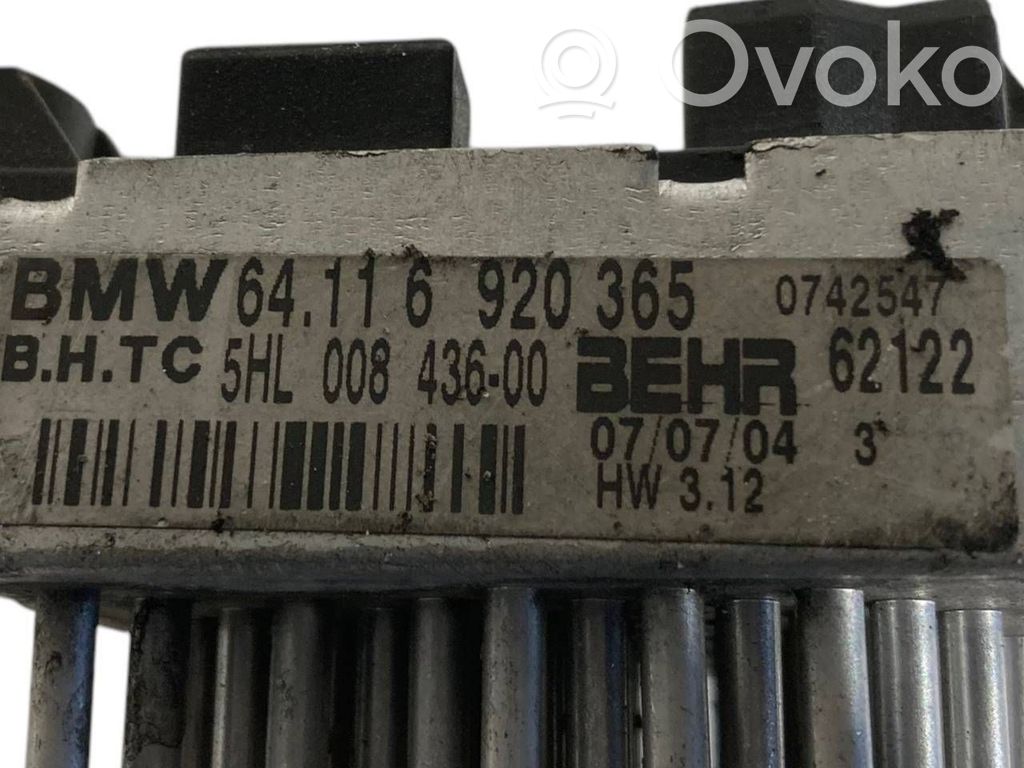 Ovoko
BMW 64.11 6 920 365 0742547
B.H.TC 5HL 008 436-00 BEHR 62122
07/07/04 3
HW 3.12